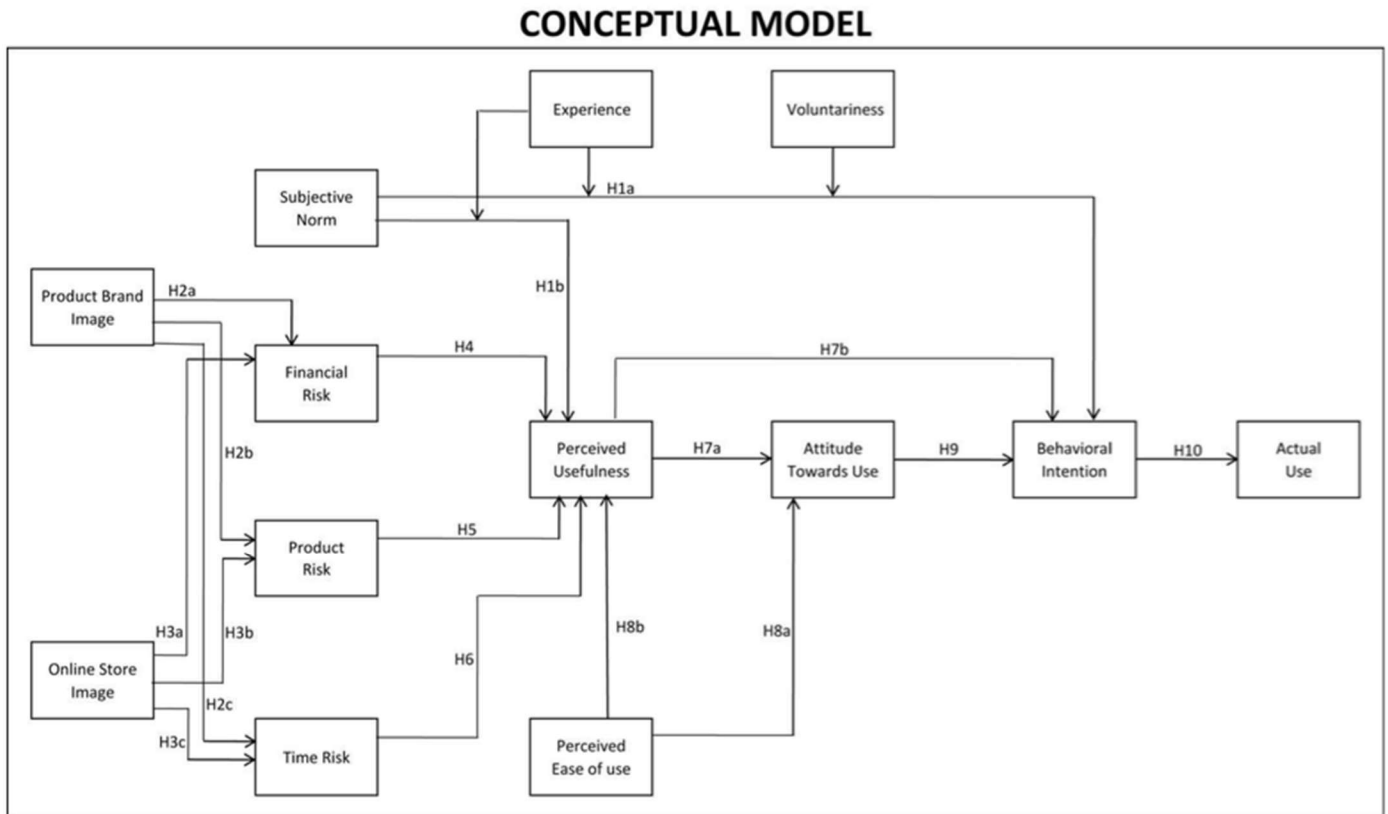 CONCEPTUAL MODEL
Experience
Voluntariness
H1a
Subjective
Norm
H1b
Product Brand
Image
H2a
Financial
Risk
H4
H7b
H2b
Perceived
Usefulness
H7a
Attitude
Towards Use
H9
Behavioral
Intention
H10
Actual
Use
Product
Risk
H5
H3a
H3b
H8b
H8a
H6
Online Store
Image
H2c
H3c
Time Risk
Perceived
Ease of use